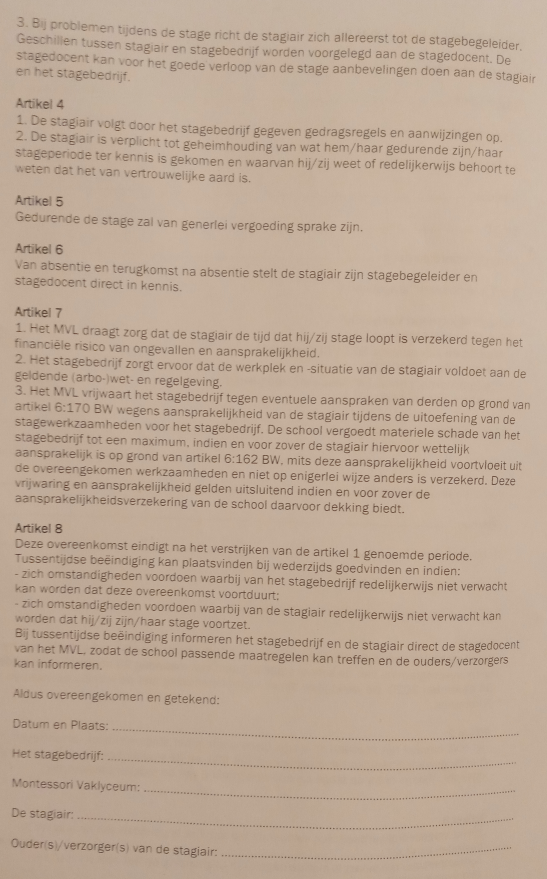 3. Bij problemen tijdens de stage richt de stagiair zich allereerst tot de stagebegeleider.
Geschillen tussen stagiair en stagebedrijf worden voorgelegd aan de stagedocent. De
stagedocent kan voor het goede verloop van de stage aanbevelingen doen aan de stagiair
en het stagebedrijf.
Artikel 4
1. De stagiair volgt door het stagebedrijf gegeven gedragsregels en aanwijzingen op.
2. De stagiair is verplicht tot geheimhouding van wat hem/haar gedurende zijn/haar
stageperiode ter kennis is gekomen en waarvan hij/zij weet of redelijkerwijs behoort te
weten dat het van vertrouwelijke aard is.
Artikel 5
Gedurende de stage zal van generlei vergoeding sprake zijn.
Artikel 6
Van absentie en terugkomst na absentie stelt de stagiair zijn stagebegeleider en
stagedocent direct in kennis.
Artikel 7
1. Het MVL draagt zorg dat de stagiair de tijd dat hij/zij stage loopt is verzekerd tegen het
financiële risico van ongevallen en aansprakelijkheid.
2. Het stagebedrijf zorgt ervoor dat de werkplek en -situatie van de stagiair voldoet aan de
geldende (arbo-)wet- en regelgeving.
3. Het MVL vrijwaart het stagebedrijf tegen eventuele aanspraken van derden op grond van
artikel 6:170 BW wegens aansprakelijkheid van de stagiair tijdens de uitoefening van de
stagewerkzaamheden voor het stagebedrijf. De school vergoedt materiele schade van het
stagebedrijf tot een maximum, indien en voor zover de stagiair hiervoor wettelijk
aansprakelijk is op grond van artikel 6:162 BW, mits deze aansprakelijkheid voortvloeit uit
de overeengekomen werkzaamheden en niet op enigerlei wijze anders is verzekerd. Deze
vrijwaring en aansprakelijkheid gelden uitsluitend indien en voor zover de
aansprakelijkheidsverzekering van de school daarvoor dekking biedt.
Artikel 8
Deze overeenkomst eindigt na het verstrijken van de artikel 1 genoemde periode.
Tussentijdse beëindiging kan plaatsvinden bij wederzijds goedvinden en indien:
- zich omstandigheden voordoen waarbij van het stagebedrijf redelijkerwijs niet verwacht
kan worden dat deze overeenkomst voortduurt;
- zich omstandigheden voordoen waarbij van de stagiair redelijkerwijs niet verwacht kan
worden dat hij/zij zijn/haar stage voortzet.
Bij tussentijdse beëindiging informeren het stagebedrijf en de stagiair direct de stagedocent
van het MVL, zodat de school passende maatregelen kan treffen en de ouders/verzorgers
kan informeren.
Aldus overeengekomen en getekend:
Datum en Plaats:
Het stagebedrijf:
Montessori Vaklyceum:
De stagiair:
Ouder(s)/verzorger(s) van de stagiair: